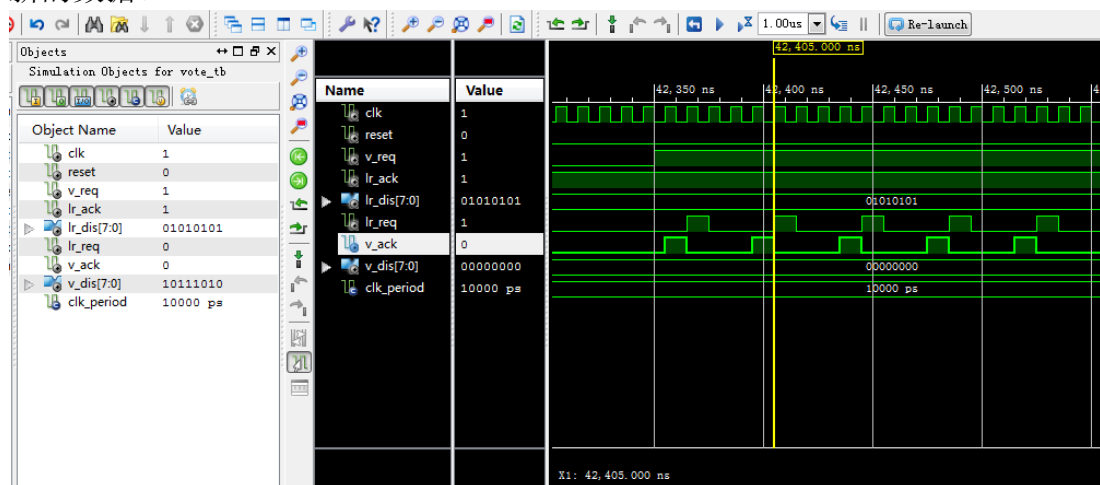 1.00us
Re-launch
Objects
Simulation Objects for vote_tb
Object Name Value
clk 1
reset 0
v_req 1
lr_ack 1
lr_dis[7:0] 01010101
lr_req 0
v_ack 0
v_dis[7:0] 10111010
clk_period 10000 ps
Name Value
clk 1
reset 0
v_req 1
lr_ack 1
lr_dis[7:0] 01010101
lr_req 1
v_ack 0
v_dis[7:0] 00000000
clk_period 10000 ps
42,405.000 ns
42,350 ns 42,400 ns 42,450 ns 42,500 ns
01010101
00000000
10000 ps
X1: 42,405.000 ns